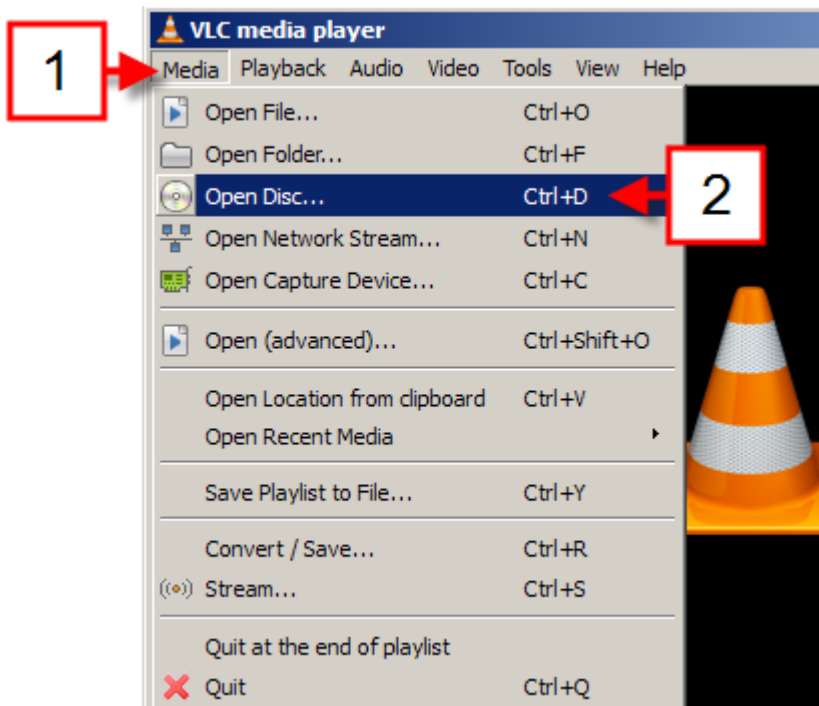 VLC media player
1
Media Playback Audio Video Tools View Help
Open File... Ctrl+O
Open Folder... Ctrl+F
Open Disc... Ctrl+D
2
Open Network Stream... Ctrl+N
Open Capture Device... Ctrl+C
Open (advanced)... Ctrl+Shift+O
Open Location from clipboard Ctrl+V
Open Recent Media
Save Playlist to File... Ctrl+Y
Convert / Save... Ctrl+R
Stream... Ctrl+S
Quit at the end of playlist
Quit Ctrl+Q